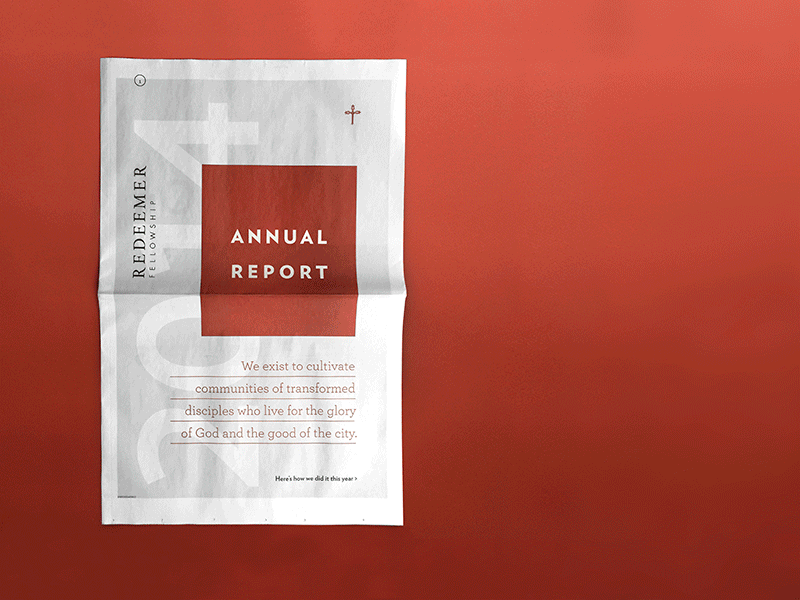 2014
REDEEMER
FELLOWSHIP
ANNUAL
REPORT
We exist to cultivate
communities of transformed
disciples who live for the glory
of God and the good of the city.
Here's how we did it this year ›